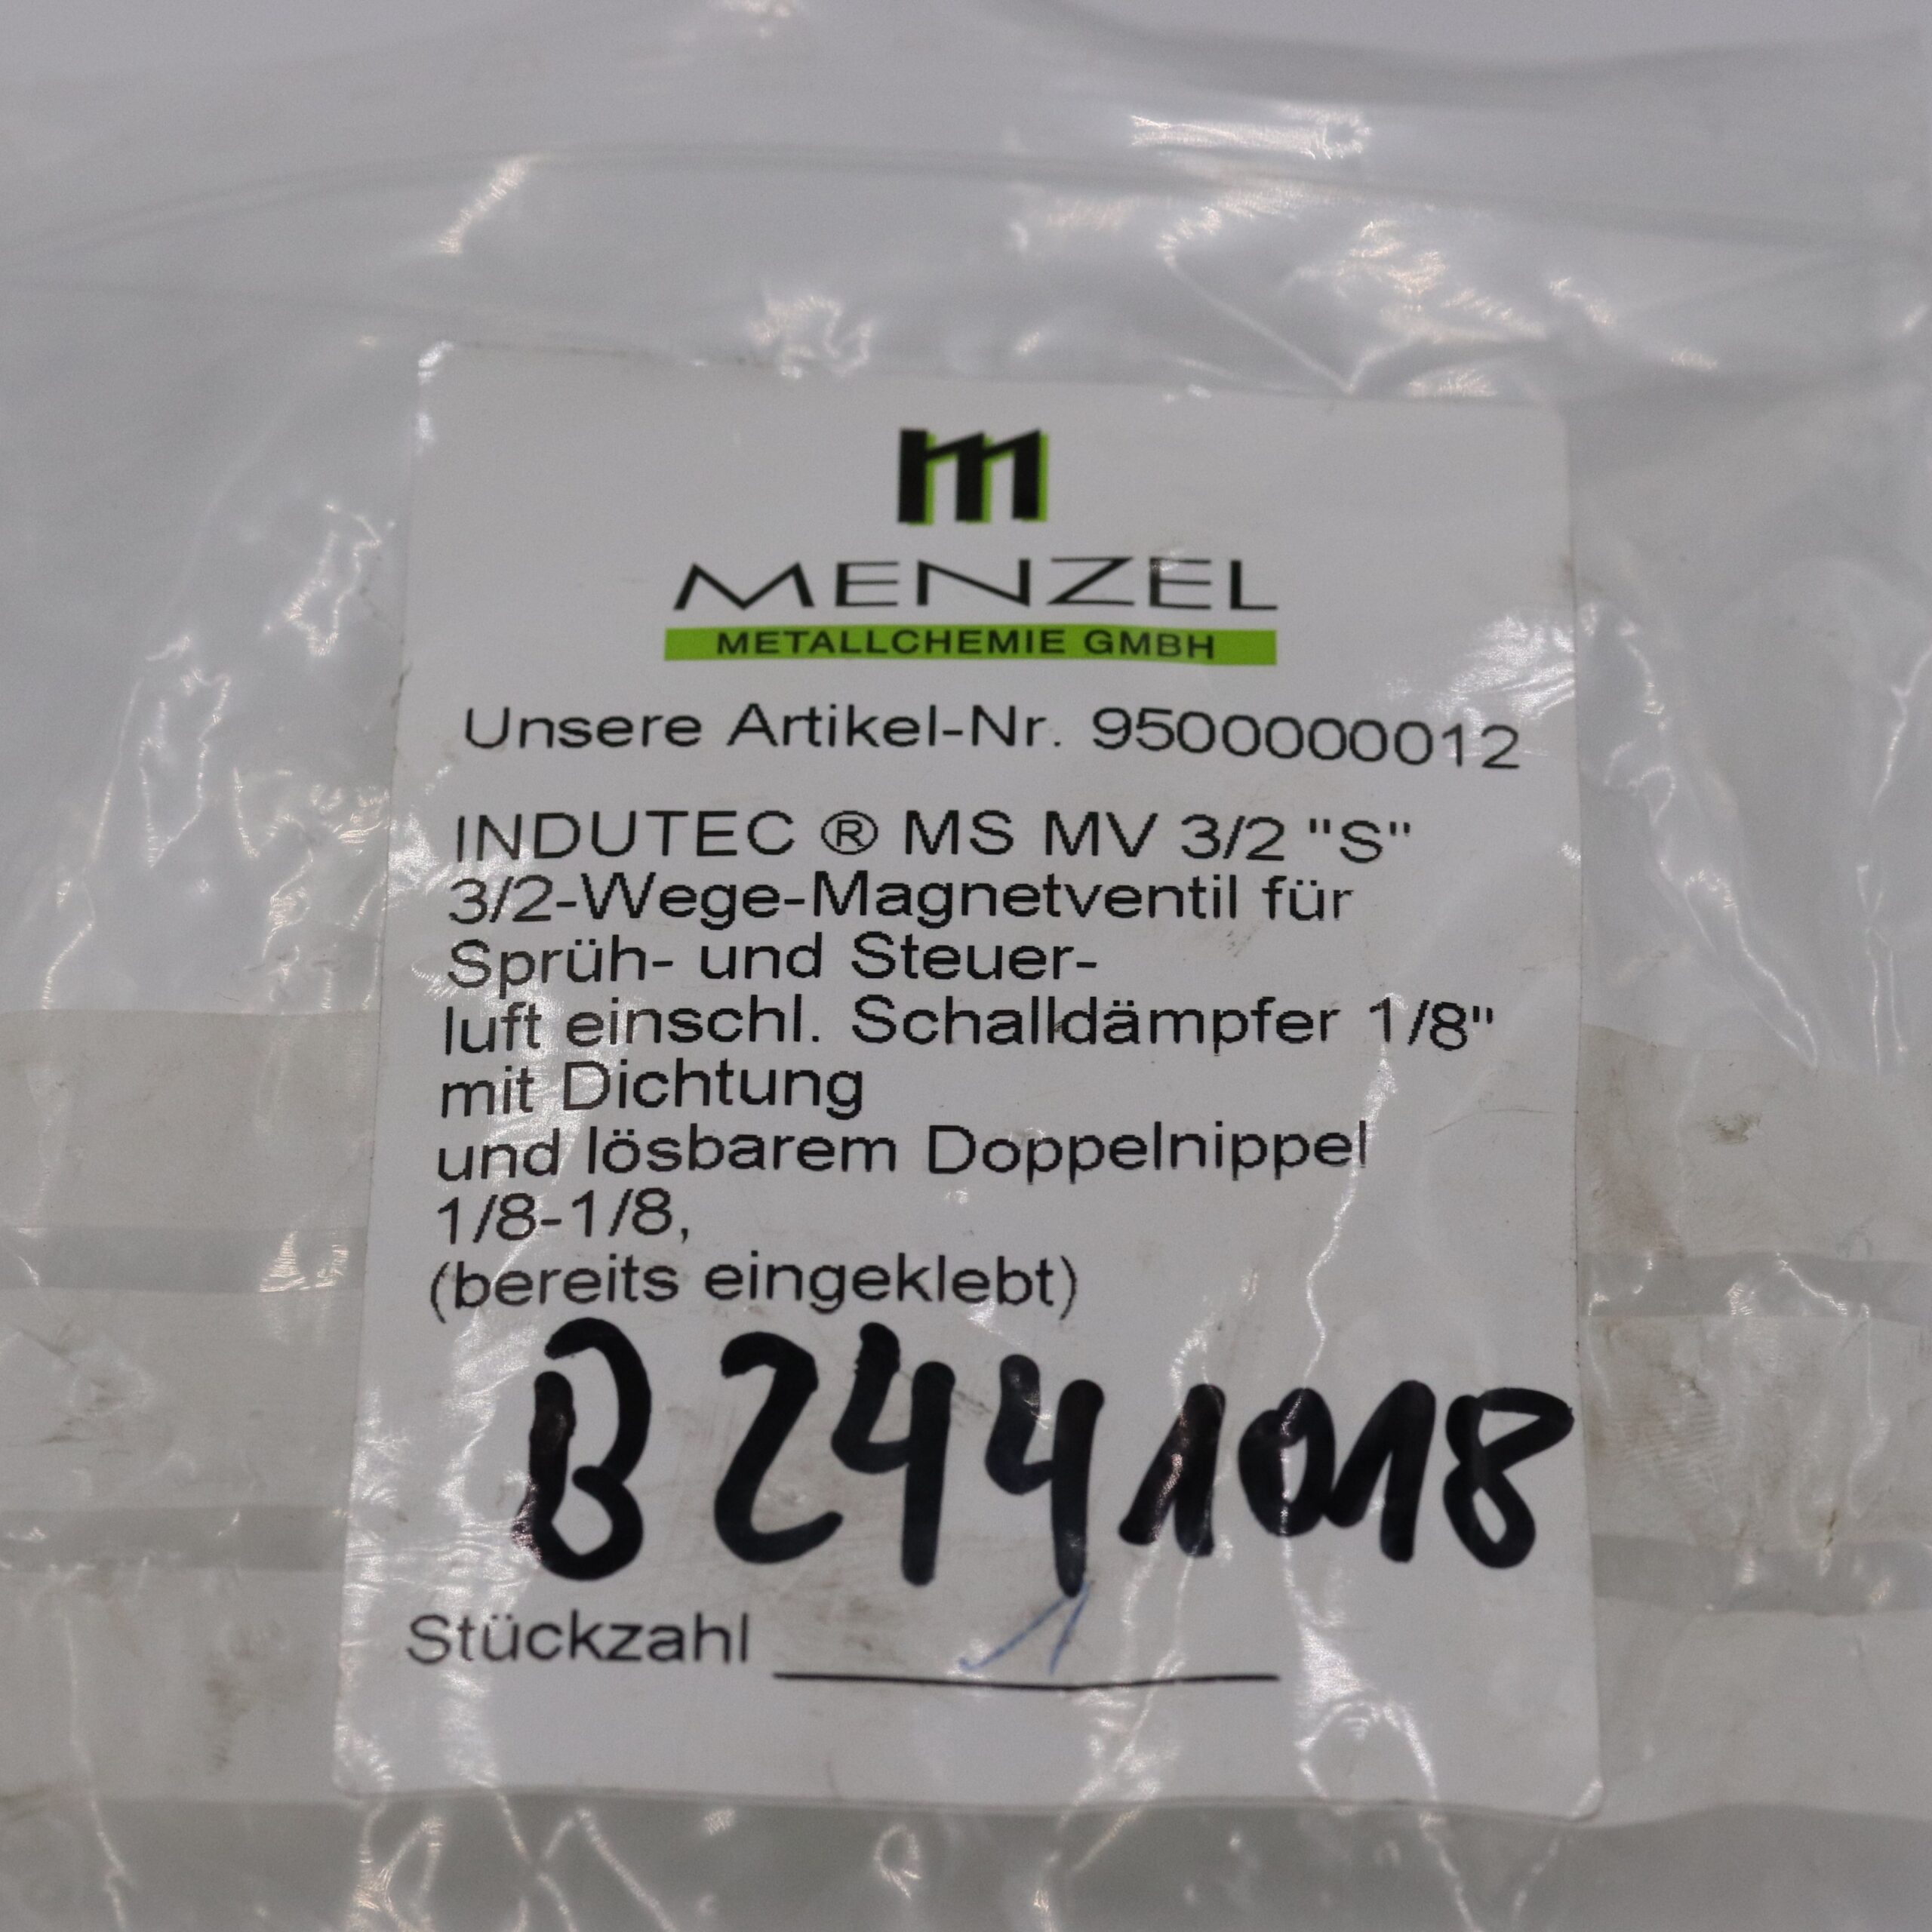 m
MENZEL
METALLCHEMIE GMBH
Unsere Artikel-Nr. 9500000012
INDUTEC ® MS MV 3/2 "S"
3/2-Wege-Magnetventil für
Sprüh- und Steuer-
luft einschl. Schalldämpfer 1/8"
mit Dichtung
und lösbarem Doppelnippel
1/8-1/8,
(bereits eingeklebt)
B2441018
Stückzahl 1